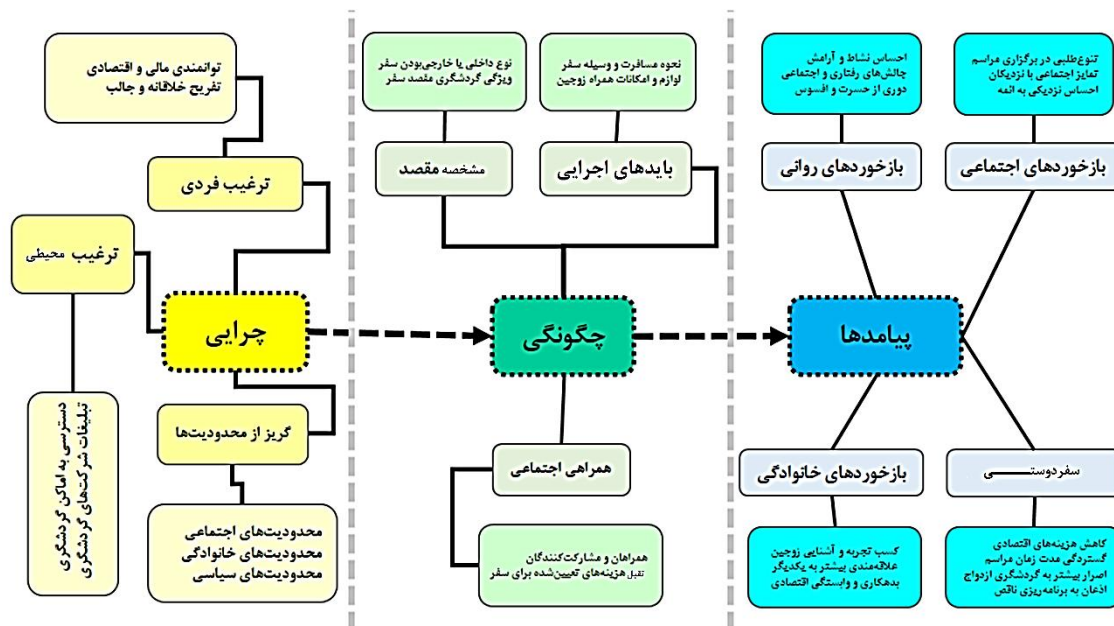 توانمندی مالی و اقتصادی
تفریح خلاقانه و جالب
ترغیب فردی
ترغیب محیطی
چرایی
دسترسی به اماکن گردشگری
تبلیغات شرکت‌های گردشگری
گریز از محدودیت‌ها
محدودیت‌های اجتماعی
محدودیت‌های خانوادگی
محدودیت‌های سیاسی
نوع داخلی یا خارجی‌بودن سفر
ویژگی گردشگری مقصد سفر
نحوه مسافرت و وسیله سفر
لوازم و امکانات همراه زوجین
مشخصه مقصد
بایدهای اجرایی
چگونگی
همراهی اجتماعی
همراهان و مشارکت‌کنندگان
تقبل هزینه‌های تعیین‌شده برای سفر
احساس نشاط و آرامش
چالش‌های رفتاری و اجتماعی
دوری از حسرت و افسوس
تنوع‌طلبی در برگزاری مراسم
تمایز اجتماعی با نزدیکان
احساس نزدیکی به ائمه
بازخوردهای روانی
بازخوردهای اجتماعی
پیامدها
بازخوردهای خانوادگی
سفردوستــــــی
کسب تجربه و آشنایی زوجین
علاقه‌مندی بیشتر به یکدیگر
بدهکاری و وابستگی اقتصادی
کاهش هزینه‌های اقتصادی
گستردگی مدت زمان مراسم
اصرار بیشتر به گردشگری ازدواج
اذعان به برنامه‌ریزی ناقص